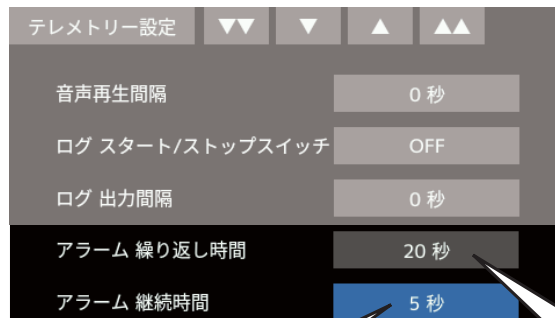 テレメトリー設定 ▼▼ ▼ ▲ ▲▲
音声再生間隔 0 秒
ログ スタート/ストップスイッチ OFF
ログ 出力間隔 0 秒
アラーム 繰り返し時間 20 秒
アラーム 継続時間 5 秒